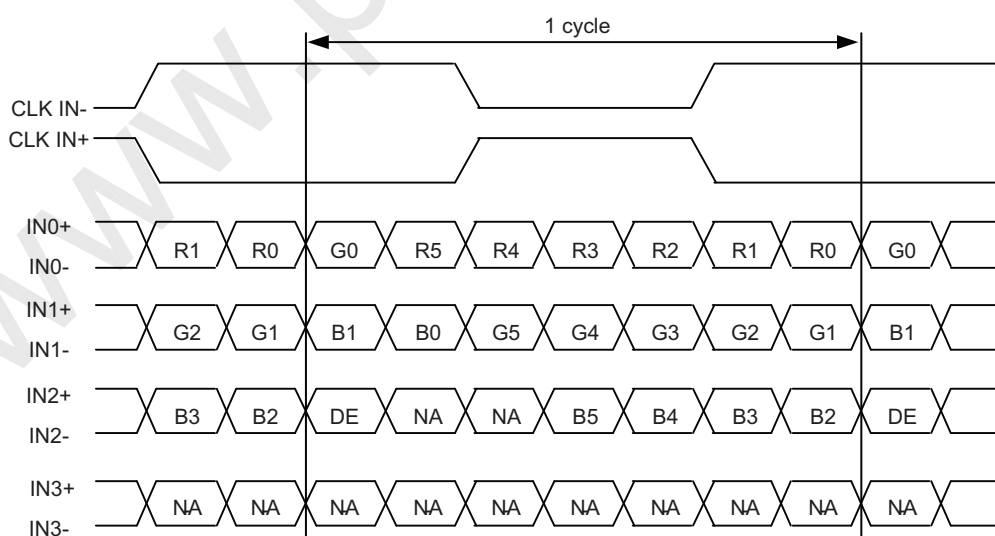 1 cycle
CLK IN-
CLK IN+
IN0+
IN0-
R1 R0 G0 R5 R4 R3 R2 R1 R0 G0
IN1+
IN1-
G2 G1 B1 B0 G5 G4 G3 G2 G1 B1
IN2+
IN2-
B3 B2 DE NA NA B5 B4 B3 B2 DE
IN3+
IN3-
NA NA NA NA NA NA NA NA NA NA
www.p